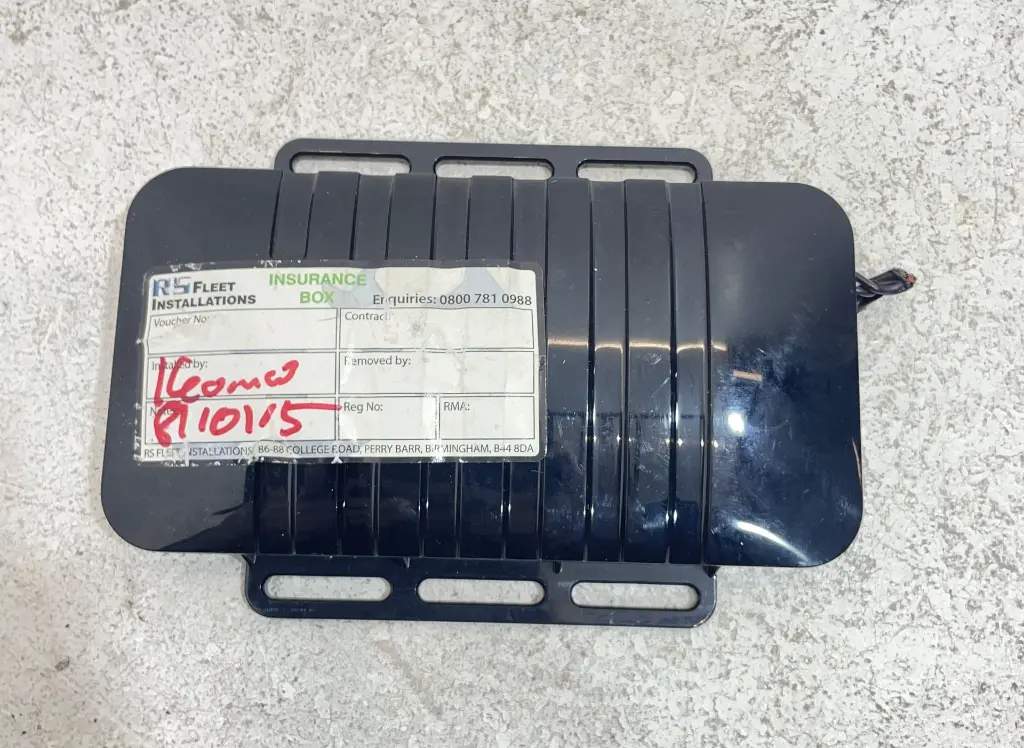 RS FLEET INSTALLATIONS
INSURANCE BOX
Enquiries: 0800 781 0988
Voucher No:
Contract:
Installed by:
Removed by:
Notes:
Reg No:
RMA:
RS FLEET INSTALLATIONS, 86-88 COLLEGE ROAD, PERRY BARR, BIRMINGHAM, B44 8DA